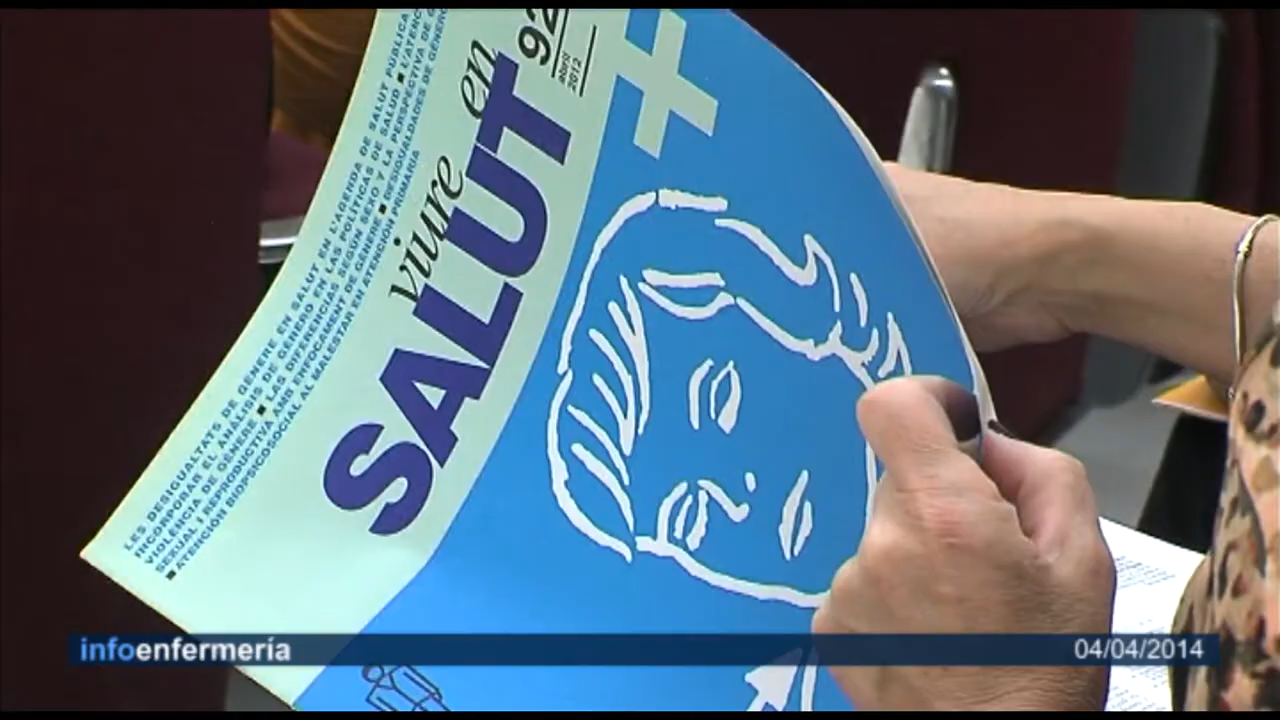 viure en
SALUT
92
abril
2012
LES DESIGUALTATS DE GÈNERE EN SALUT EN L'AGENDA DE SALUT PÚBLICA
INCORPORAR EL ANÁLISIS DE GÉNERO EN LAS POLÍTICAS DE SALUD ■ L'ATENC
VIOLÈNCIA DE GÈNERE ■ LAS DIFERENCIAS SEGÚN SEXO Y LA PERSPECTIVA DE G
SEXUAL I REPRODUCTIVA AMB ENFOCAMENT DE GÈNERE ■ DESIGUALDADES DE GÉNERO
■ ATENCIÓN BIOPSICOSOCIAL AL MALESTAR EN ATENCIÓN PRIMARIA
infoenfermería
04/04/2014